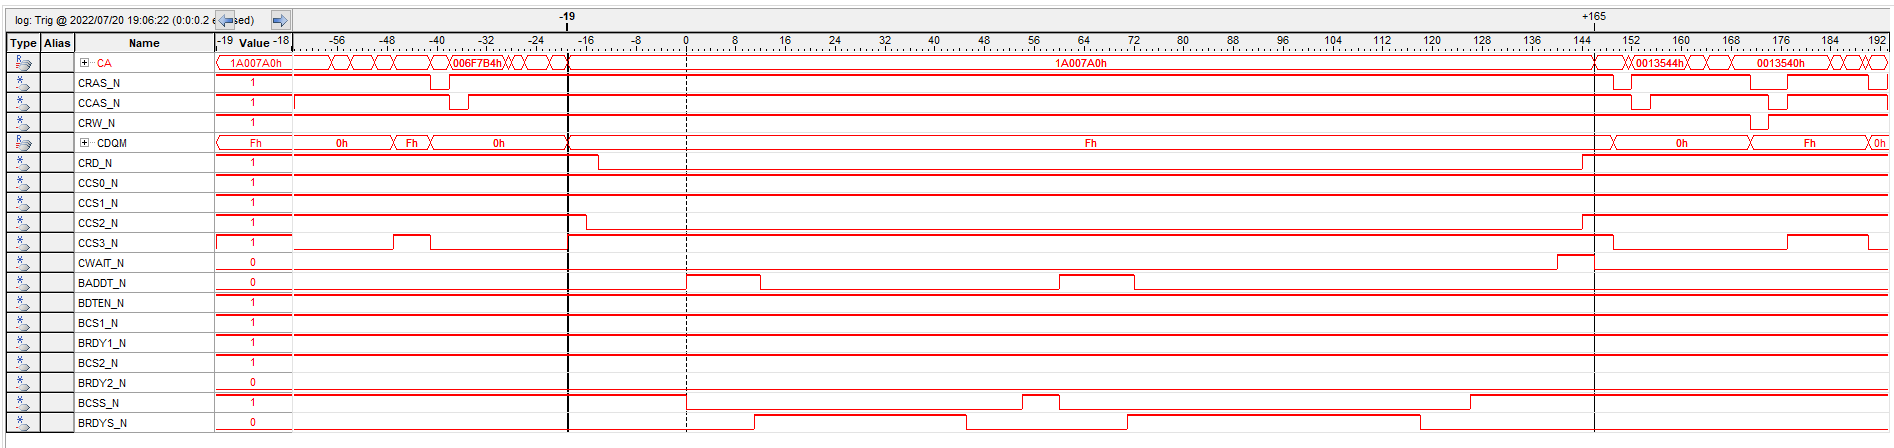 log: Trig @ 2022/07/20 19:06:22 (0:0:0.2 e sed) -19 +165
Type Alias Name -19 Value -18 -56 -48 -40 -32 -24 -16 -8 0 8 16 24 32 40 48 56 64 72 80 88 96 104 112 120 128 136 144 152 160 168 176 184 192
CA 1A007A0h 006F7B4h 1A007A0h 0013544h 0013540h
CRAS_N 1
CCAS_N 1
CRW_N 1
CDQM Fh 0h Fh 0h Fh 0h Fh 0h
CRD_N 1
CCS0_N 1
CCS1_N 1
CCS2_N 1
CCS3_N 1
CWAIT_N 0
BADDT_N 0
BDTEN_N 1
BCS1_N 1
BRDY1_N 1
BCS2_N 1
BRDY2_N 0
BCSS_N 1
BRDYS_N 0